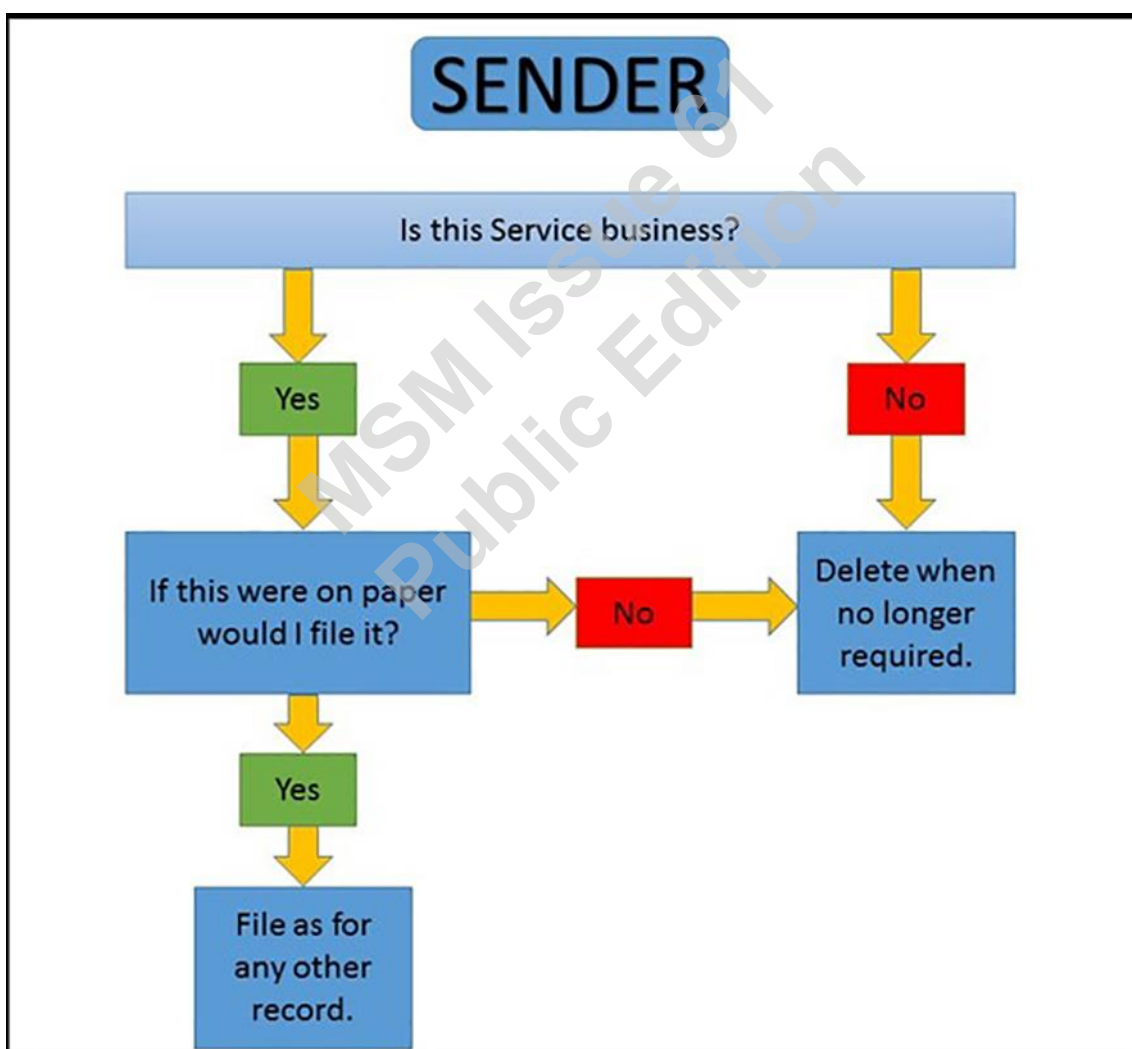 SENDER
Is this Service business?
Yes
No
If this were on paper
would I file it?
No
Delete when
no longer
required.
Yes
File as for
any other
record.
MSM Issue 61
Public Edition